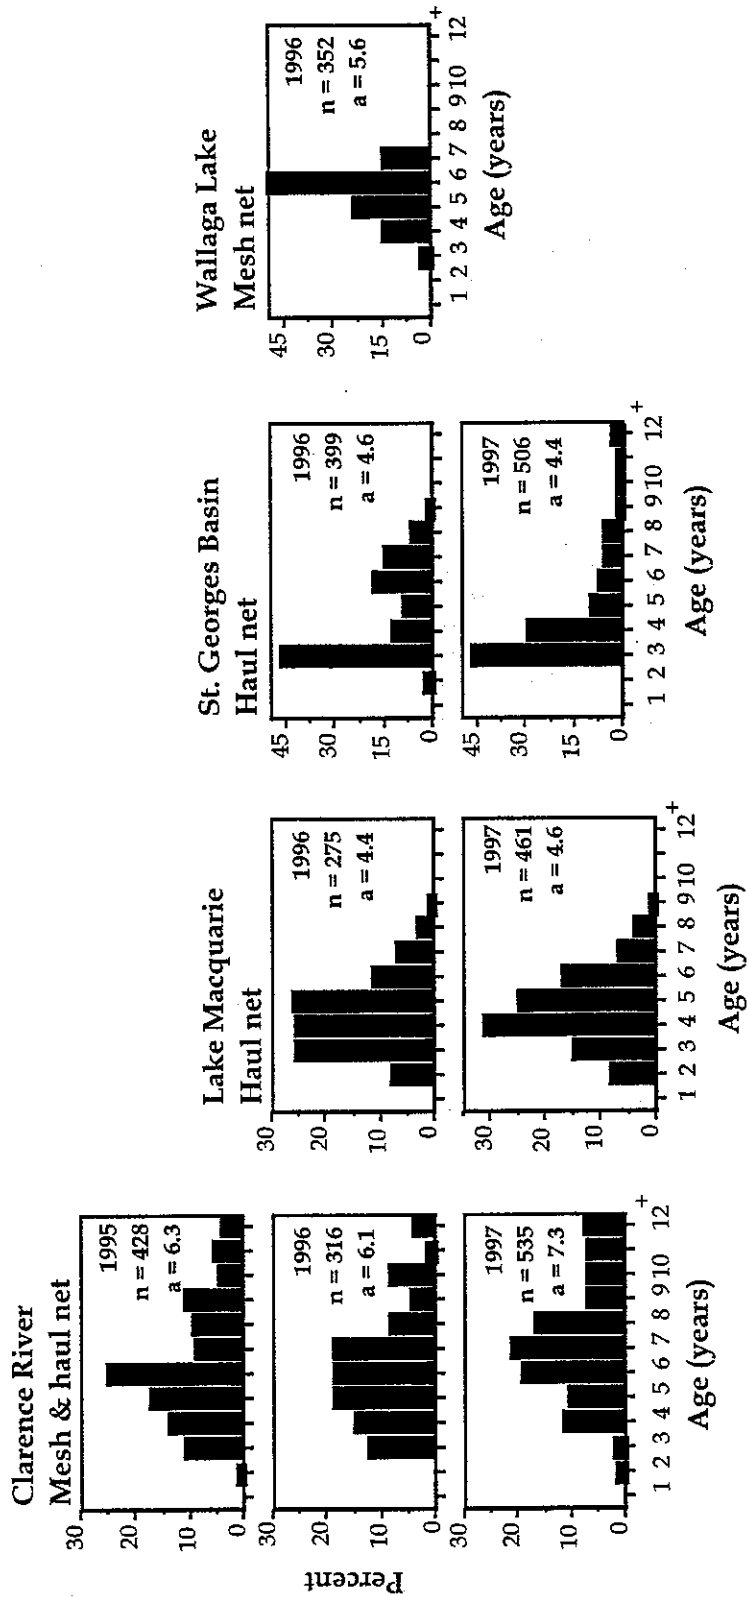 Clarence River
Mesh & haul net
30
20
10
0
1995
n = 428
a = 6.3
30
20
10
0
1996
n = 316
a = 6.1
30
20
10
0
1997
n = 535
a = 7.3
1 2 3 4 5 6 7 8 9 10 12 +
Age (years)
Percent
Lake Macquarie
Haul net
30
20
10
0
1996
n = 275
a = 4.4
30
20
10
0
1997
n = 461
a = 4.6
1 2 3 4 5 6 7 8 9 10 12 +
Age (years)
St. Georges Basin
Haul net
45
30
15
0
1996
n = 399
a = 4.6
45
30
15
0
1997
n = 506
a = 4.4
1 2 3 4 5 6 7 8 9 10 12 +
Age (years)
Wallaga Lake
Mesh net
45
30
15
0
1996
n = 352
a = 5.6
1 2 3 4 5 6 7 8 9 10 12 +
Age (years)